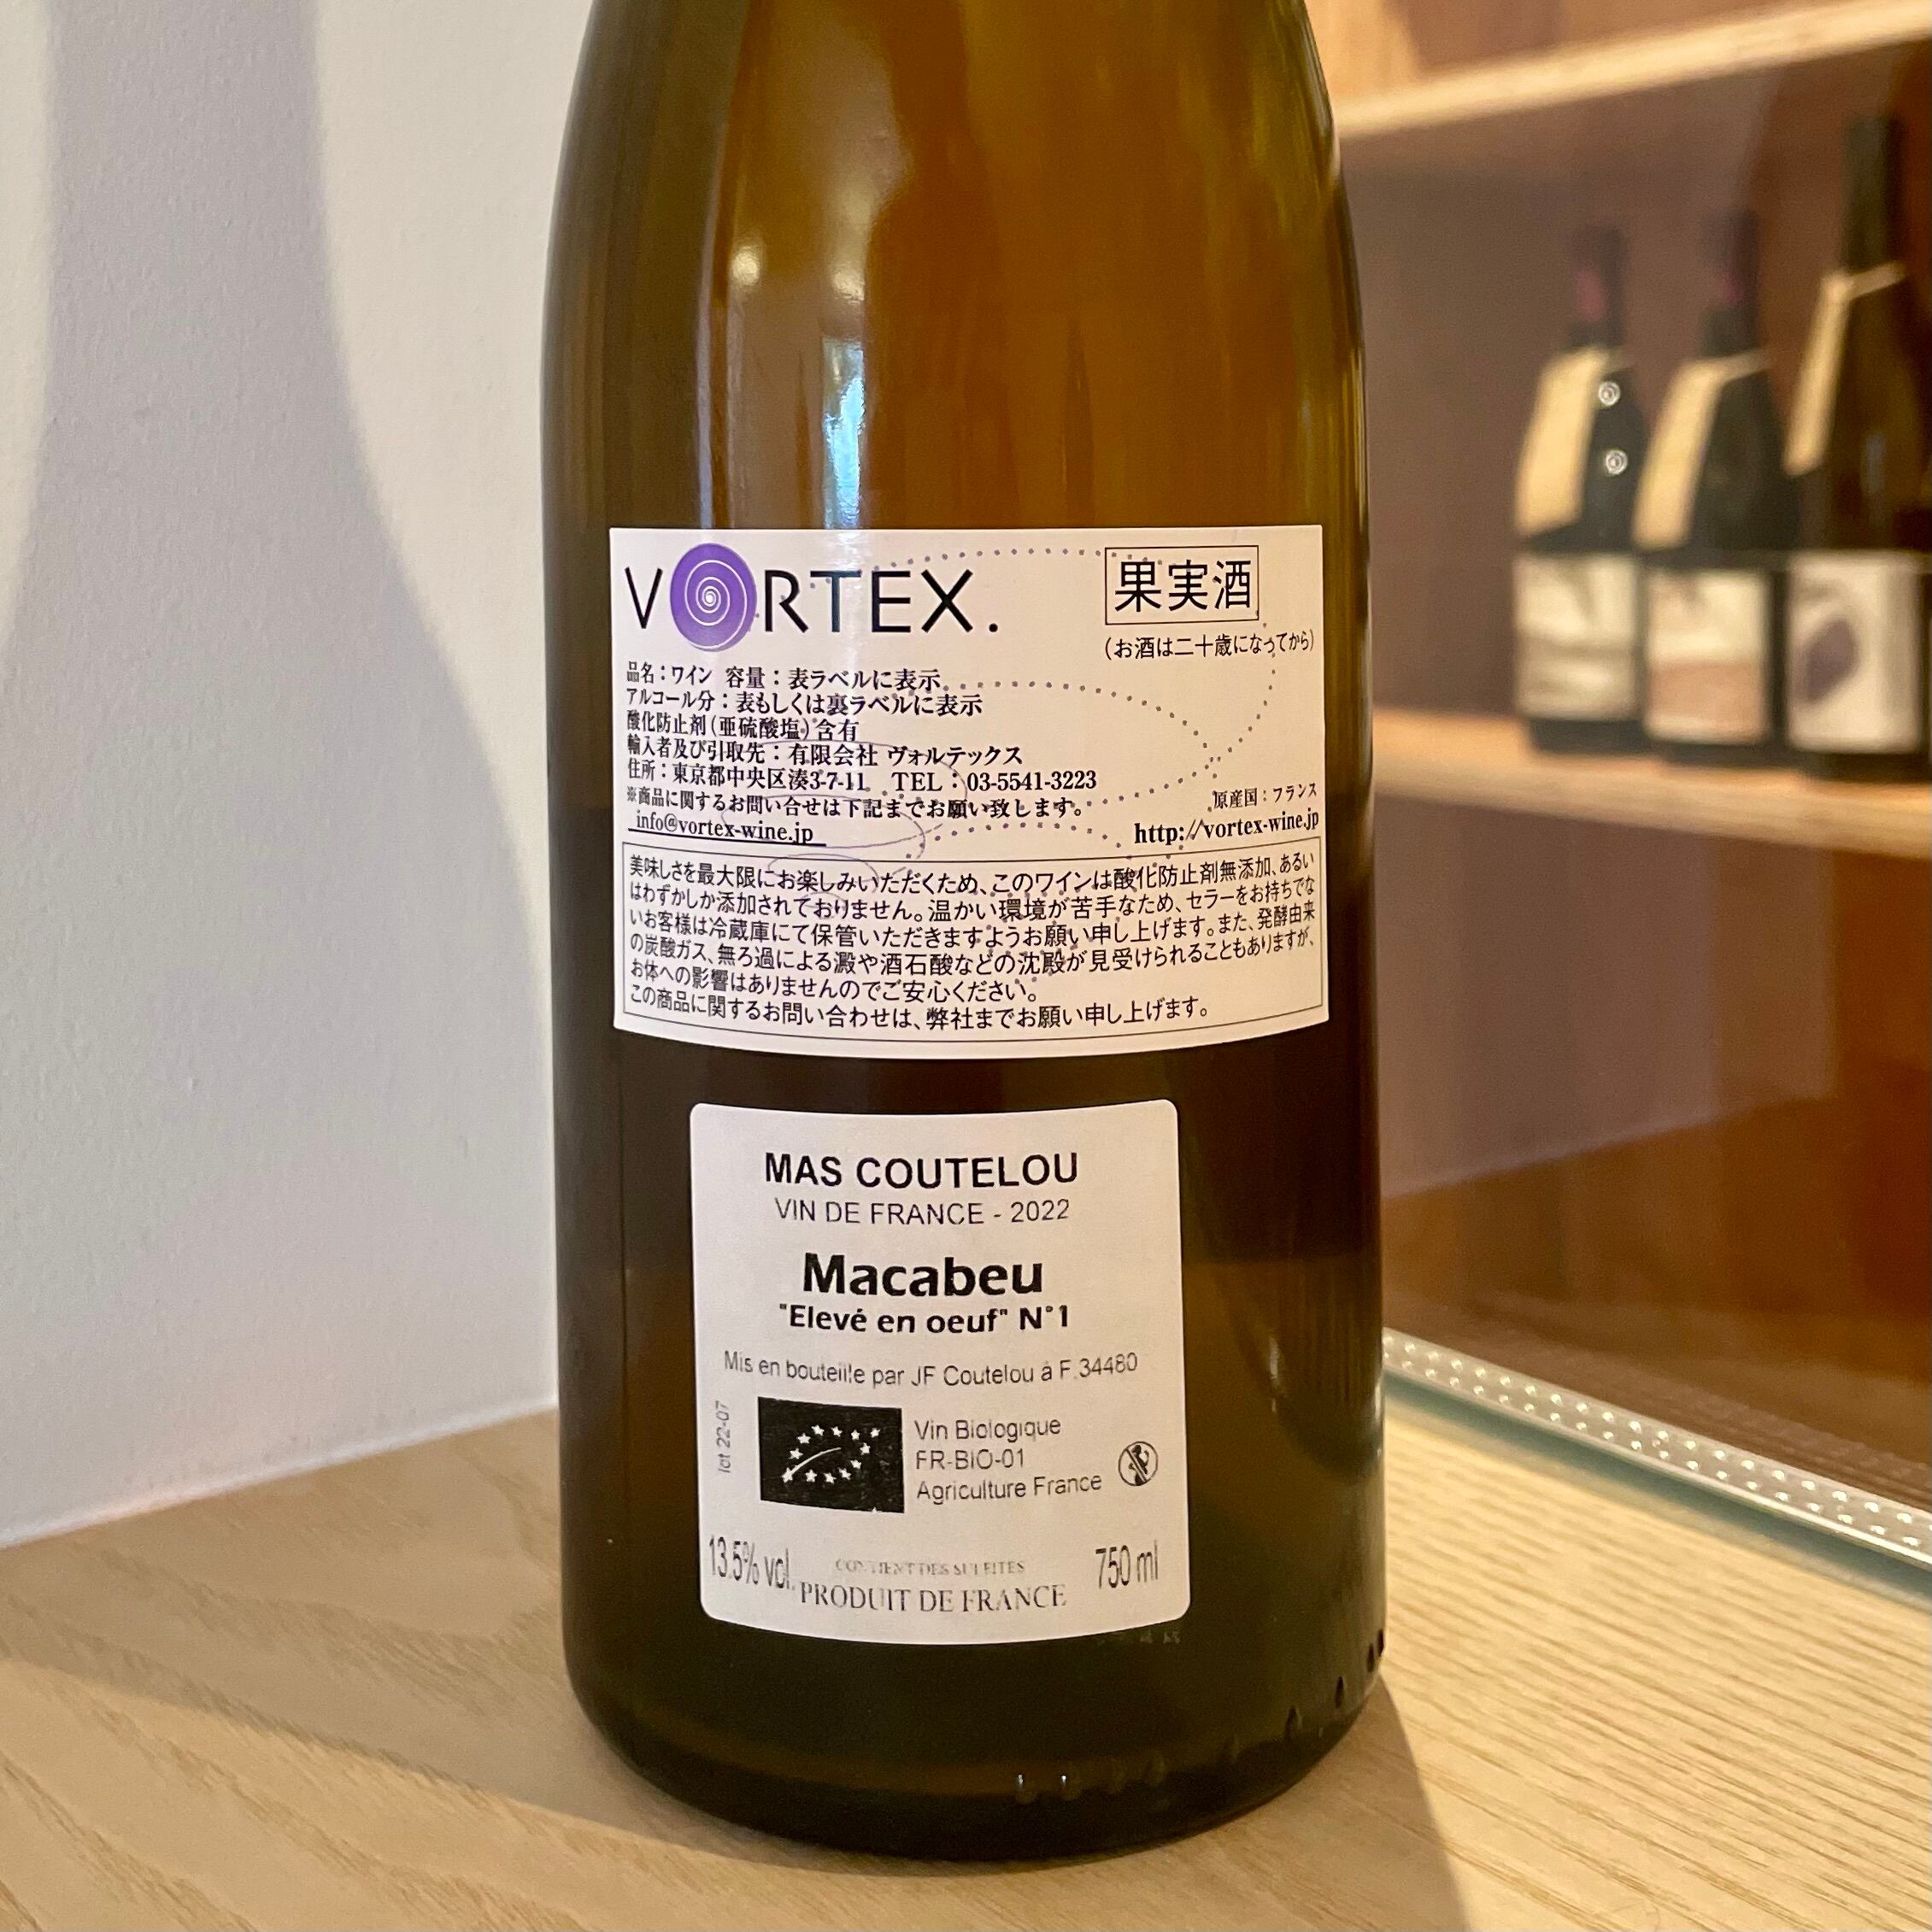 VORTEX.
果実酒
(お酒は二十歳になってから)
品名：ワイン 容量：表ラベルに表示
アルコール分：表もしくは裏ラベルに表示
酸化防止剤(亜硫酸塩)含有
輸入者及び引取先：有限会社 ヴォルテックス
住所：東京都中央区湊3-7-11 TEL：03-5541-3223
※商品に関するお問い合せは下記までお願い致します。
原産国：フランス
info@vortex-wine.jp
http://vortex-wine.jp
美味しさを最大限にお楽しみいただくため、このワインは酸化防止剤無添加、あるい
はわずかしか添加されておりません。温かい環境が苦手なため、セラーをお持ちでな
いお客様は冷蔵庫にて保管いただきますようお願い申し上げます。また、発酵由来
の炭酸ガス、無ろ過による澱や酒石酸などの沈殿が見受けられることもありますが、
お体への影響はありませんのでご安心ください。
この商品に関するお問い合わせは、弊社までお願い申し上げます。
MAS COUTELOU
VIN DE FRANCE - 2022
Macabeu
"Elevé en oeuf" N°1
Mis en bouteille par JF Coutelou à F.34480
lot 22-07
Vin Biologique
FR-BIO-01
Agriculture France
13.5% vol.
CONTIENT DES SULFITES
750 ml
PRODUIT DE FRANCE